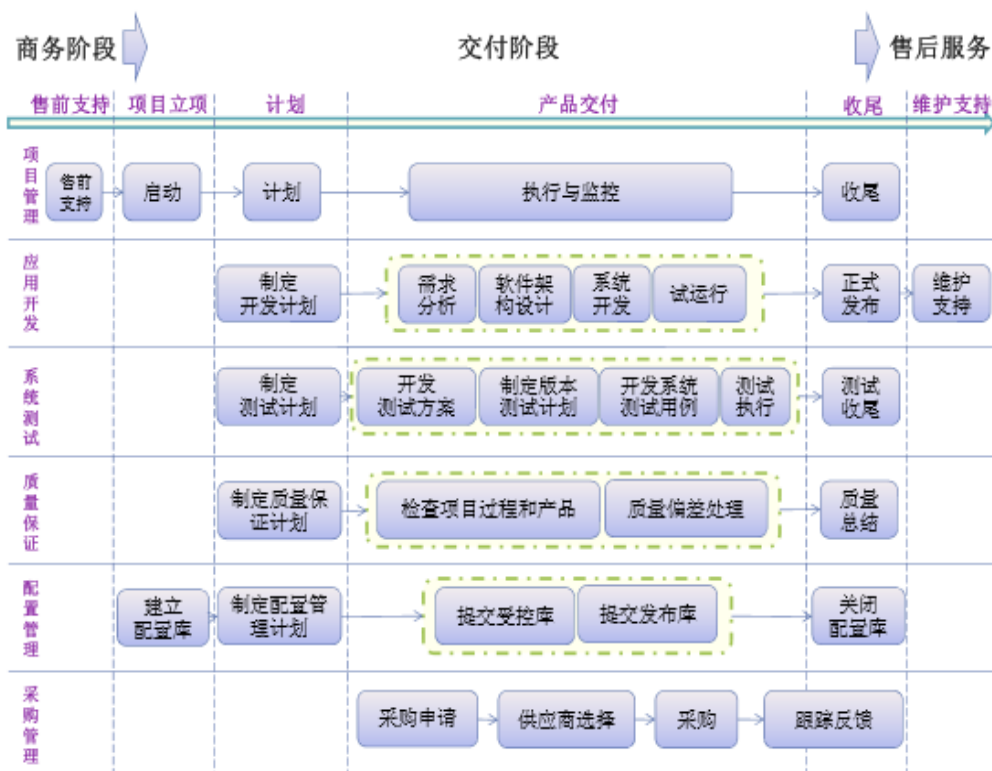 商务阶段
交付阶段
售后服务
售前支持
项目立项
计划
产品交付
收尾
维护支持
项目管理
售前
支持
启动
计划
执行与监控
收尾
应用开发
制定
开发计划
需求
分析
软件架
构设计
系统
开发
试运行
正式
发布
维护
支持
系统测试
制定
测试计划
开发
测试方案
制定版本
测试计划
开发系统
测试用例
测试
执行
测试
收尾
质量保证
制定质量保
证计划
检查项目过程和产品
质量偏差处理
质量
总结
配置管理
建立
配置库
制定配置管
理计划
提交受控库
提交发布库
关闭
配置库
采购管理
采购申请
供应商选择
采购
跟踪反馈